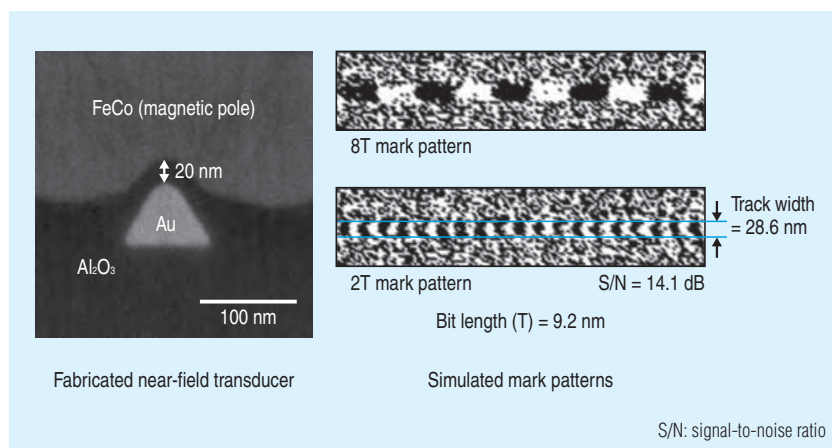 FeCo (magnetic pole)
20 nm
Au
Al₂O₃
100 nm
Fabricated near-field transducer
8T mark pattern
Track width
= 28.6 nm
2T mark pattern
S/N = 14.1 dB
Bit length (T) = 9.2 nm
Simulated mark patterns
S/N: signal-to-noise ratio